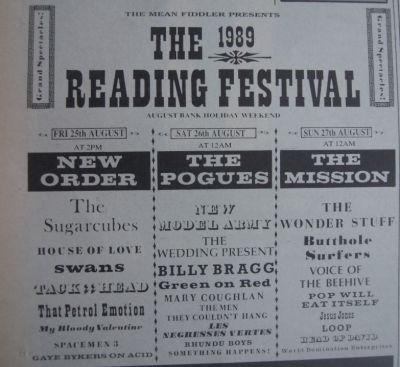 THE MEAN FIDDLER PRESENTS
Grand Spectacles!
THE 1989
READING FESTIVAL
AUGUST BANK HOLIDAY WEEKEND
Grand Spectacles!
FRI 25th AUGUST
AT 2PM
NEW
ORDER
The
Sugarcubes
HOUSE OF LOVE
swans
TACK HEAD
That Petrol Emotion
My Bloody Valentine
SPACEMEN 3
GAYE BYKERS ON ACID
SAT 26th AUGUST
AT 12AM
THE
POGUES
NEW
MODEL ARMY
THE
WEDDING PRESENT
BILLY BRAGG
Green on Red
MARY COUGHLAN
THE MEN
THEY COULDN'T HANG
LES
NEGRESSES VERTES
BHUNDU BOYS
SOMETHING HAPPENS!
SUN 27th AUGUST
AT 12AM
THE
MISSION
THE
WONDER STUFF
Butthole
Surfers
VOICE OF
THE BEEHIVE
POP WILL
EAT ITSELF
Jesus Jones
LOOP
HEAD OF DAVID
World Domination Enterprises